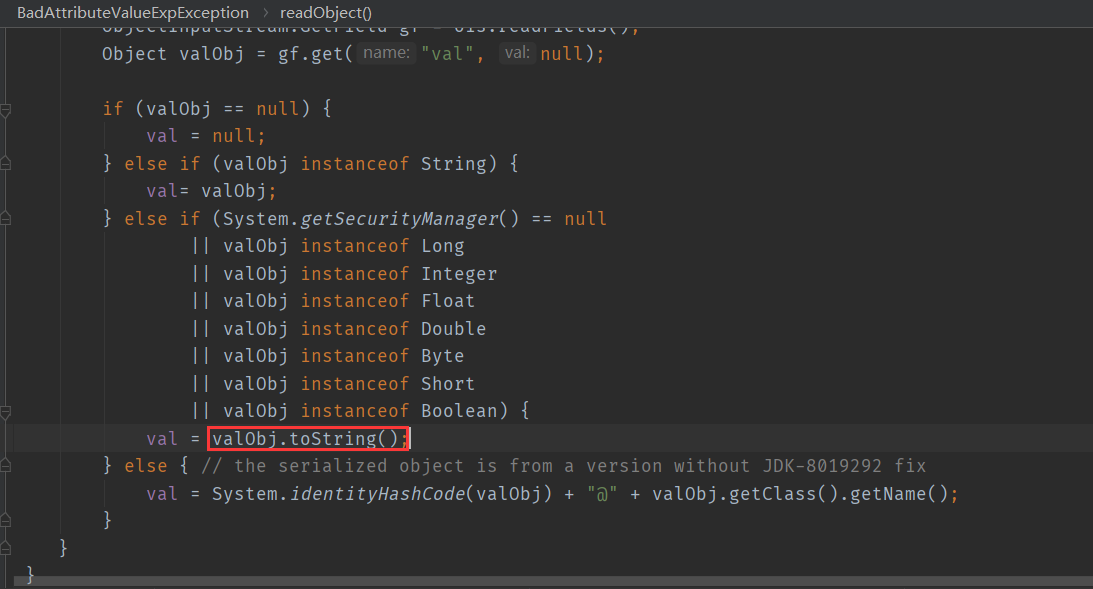 BadAttributeValueExpException › readObject()
ObjectInputStream.GetField gf = ois.readFields();
Object valObj = gf.get( name: "val", val: null);
if (valObj == null) {
val = null;
} else if (valObj instanceof String) {
val= valObj;
} else if (System.getSecurityManager() == null
|| valObj instanceof Long
|| valObj instanceof Integer
|| valObj instanceof Float
|| valObj instanceof Double
|| valObj instanceof Byte
|| valObj instanceof Short
|| valObj instanceof Boolean) {
val = valObj.toString();
} else { // the serialized object is from a version without JDK-8019292 fix
val = System.identityHashCode(valObj) + "@" + valObj.getClass().getName();
}
}
}